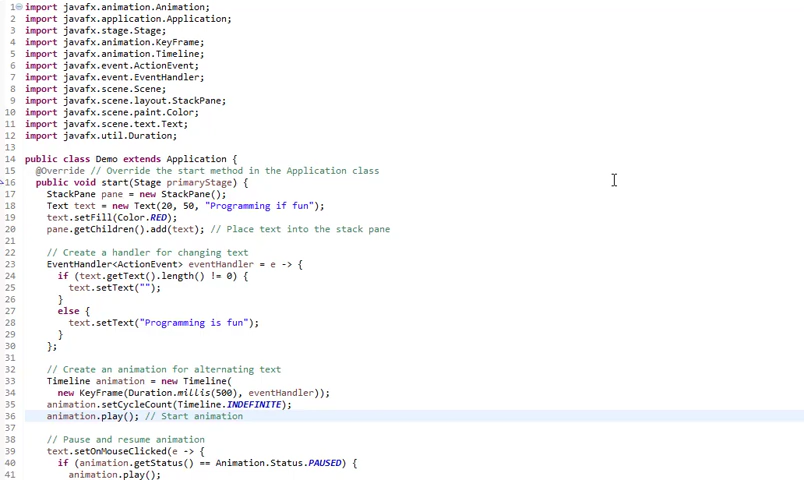 1 import javafx.animation.Animation;
2 import javafx.application.Application;
3 import javafx.stage.Stage;
4 import javafx.animation.KeyFrame;
5 import javafx.animation.Timeline;
6 import javafx.event.ActionEvent;
7 import javafx.event.EventHandler;
8 import javafx.scene.Scene;
9 import javafx.scene.layout.StackPane;
10 import javafx.scene.paint.Color;
11 import javafx.scene.text.Text;
12 import javafx.util.Duration;
13
14 public class Demo extends Application {
15 @Override // Override the start method in the Application class
16 public void start(Stage primaryStage) {
17 StackPane pane = new StackPane();
18 Text text = new Text(20, 50, "Programming if fun");
19 text.setFill(Color.RED);
20 pane.getChildren().add(text); // Place text into the stack pane
21
22 // Create a handler for changing text
23 EventHandler<ActionEvent> eventHandler = e -> {
24 if (text.getText().length() != 0) {
25 text.setText("");
26 }
27 else {
28 text.setText("Programming is fun");
29 }
30 };
31
32 // Create an animation for alternating text
33 Timeline animation = new Timeline(
34 new KeyFrame(Duration.millis(500), eventHandler));
35 animation.setCycleCount(Timeline.INDEFINITE);
36 animation.play(); // Start animation
37
38 // Pause and resume animation
39 text.setOnMouseClicked(e -> {
40 if (animation.getStatus() == Animation.Status.PAUSED) {
41 animation.play();